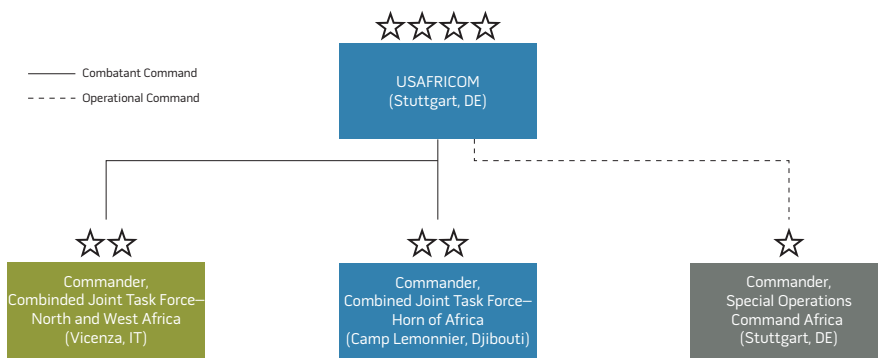 Combatant Command
Operational Command
USAFRICOM
(Stuttgart, DE)
Commander,
Combinded Joint Task Force–
North and West Africa
(Vicenza, IT)
Commander,
Combined Joint Task Force–
Horn of Africa
(Camp Lemonnier, Djibouti)
Commander,
Special Operations
Command Africa
(Stuttgart, DE)